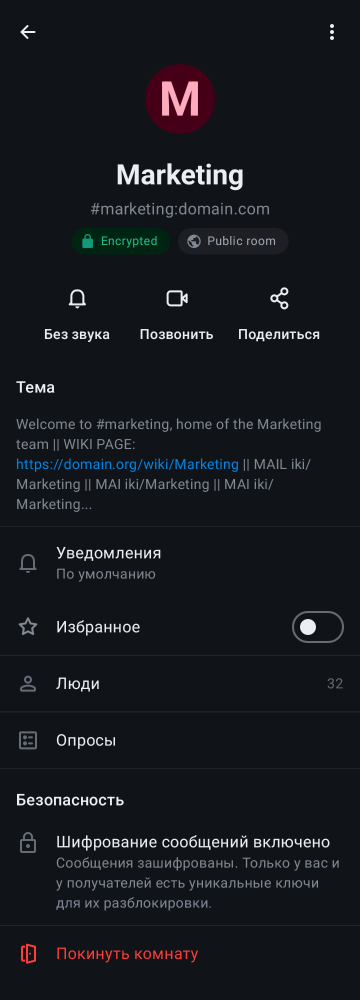 M
Marketing
#marketing:domain.com
Encrypted
Public room
Без звука
Позвонить
Поделиться
Тема
Welcome to #marketing, home of the Marketing
team || WIKI PAGE:
https://domain.org/wiki/Marketing || MAIL iki/
Marketing || MAI iki/Marketing || MAI iki/
Marketing...
Уведомления
По умолчанию
Избранное
Люди 32
Опросы
Безопасность
Шифрование сообщений включено
Сообщения зашифрованы. Только у вас и
у получателей есть уникальные ключи
для их разблокировки.
Покинуть комнату